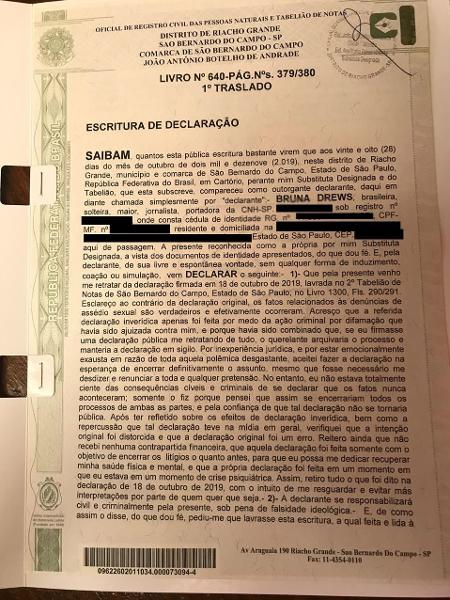 OFICIAL DE REGISTRO CIVIL DAS PESSOAS NATURAIS E TABELIÃO DE NOTAS
DISTRITO DE RIACHO GRANDE
SAO BERNARDO DO CAMPO - SP
COMARCA DE SÃO BERNARDO DO CAMPO
JOÃO ANTÔNIO BOTELHO DE ANDRADE
LIVRO Nº 640-PÁG.Nºs. 379/380
1º TRASLADO
REPÚBLICA FEDERATIVA DO BRASIL
ESCRITURA DE DECLARAÇÃO
SAIBAM, quantos esta pública escritura bastante virem que aos vinte e oito (28)
dias do mês de outubro de dois mil e dezenove (2.019), neste distrito de Riacho
Grande, município e comarca de São Bernardo do Campo, Estado de São Paulo,
República Federativa do Brasil, em Cartório, perante mim Substituta Designada e do
Tabelião, que esta subscreve, compareceu como outorgante declarante, daqui em
diante chamada simplesmente por "declarante", BRUNA DREWS, brasileira,
solteira, maior, jornalista, portadora da CNH-SP sob registro nº
onde consta cédula de identidade RG. nº CPF-
MF. nº residente e domiciliada na
Estado de São Paulo, CEP.
aqui de passagem. A presente reconhecida como a própria por mim Substituta
Designada, a vista dos documentos de identidade apresentados, do que dou fé. E, pela
declarante, de sua livre e espontânea vontade, sem qualquer forma de induzimento,
coação ou simulação, vem DECLARAR o seguinte:- 1)- Que pela presente venho
me retratar da declaração firmada em 18 de outubro de 2019, lavrada no 2º Tabelião
de Notas de São Bernardo do Campo, Estado de São Paulo, no Livro 1300, Fls. 290/291.
Esclareço ao contrário da declaração original, os fatos relacionados às denúncias de
assédio sexual são verdadeiros e efetivamente ocorreram. Acresço que a referida
declaração inverídica apenas foi feita por medo da ação criminal por difamação que
havia sido ajuizada contra mim, e porque havia sido combinado que, se eu firmasse
uma declaração pública me retratando de tudo, o querelante arquivaria o processo e
manteria a declaração em sigilo. Por inexperiência jurídica, e por estar emocionalmente
exausta em razão de toda aquela polêmica desgastante, aceitei fazer a declaração na
esperança de encerrar definitivamente o assunto, mesmo que fosse necessário me
desdizer e renunciar a toda e qualquer pretensão. No entanto, eu não estava totalmente
ciente das consequências cíveis e criminais de se declarar que os fatos nunca
aconteceram; somente o fiz porque pensei que assim se encerrariam todos os
processos de ambas as partes, e pela confiança de que tal declaração não se tornaria
pública. Após ter refletido sobre os efeitos de declaração inverídica, bem como a
repercussão que tal declaração teve na mídia em geral, verifiquei que a intenção
original foi distorcida e que a declaração original foi um erro. Reitero ainda que não
recebi nenhuma contrapartida financeira, que aquela declaração foi feita somente com o
objetivo de encerrar os litígios o quanto antes, para que eu possa me dedicar recuperar
minha saúde física e mental, e que a própria declaração foi feita em um momento em
que eu estava em um momento de crise psiquiátrica. Assim, retiro tudo o que foi dito na
declaração de 18 de outubro de 2019, com o intuito de me resguardar e evitar más
interpretações por parte de quem quer que seja.- 2)- A declarante se responsabilizará
civil e criminalmente pela presente, sob pena de falsidade ideológica.- E, de como
assim o disse, do que dou fé, pediu-me que lavrasse esta escritura, a qual feita e lida à
09622602011034.000073094-4
Av Araguaia 190 Riacho Grande - Sao Bernardo Do Campo - SP
Fax: 11-4354-0110